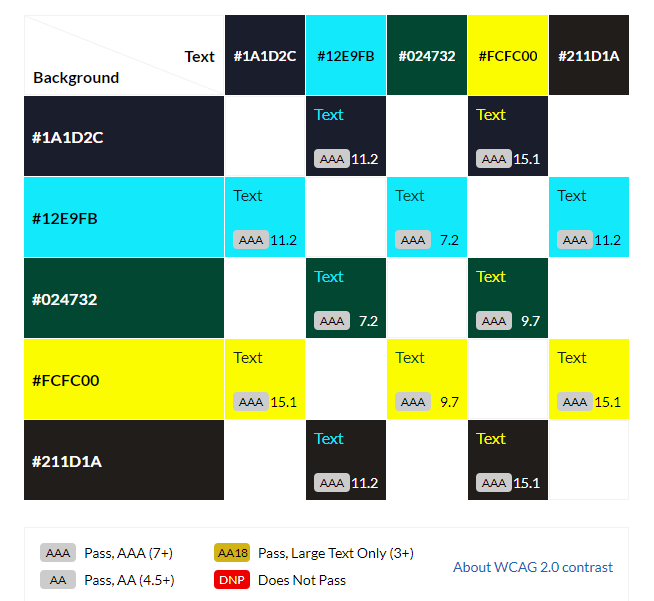 Text #1A1D2C #12E9FB #024732 #FCFC00 #211D1A
Background
#1A1D2C
Text Text
AAA 11.2 AAA 15.1
#12E9FB
Text Text Text
AAA 11.2 AAA 7.2 AAA 11.2
#024732
Text Text
AAA 7.2 AAA 9.7
#FCFC00
Text Text Text
AAA 15.1 AAA 9.7 AAA 15.1
#211D1A
Text Text
AAA 11.2 AAA 15.1
AAA Pass, AAA (7+) AA18 Pass, Large Text Only (3+)
About WCAG 2.0 contrast
AA Pass, AA (4.5+) DNP Does Not Pass